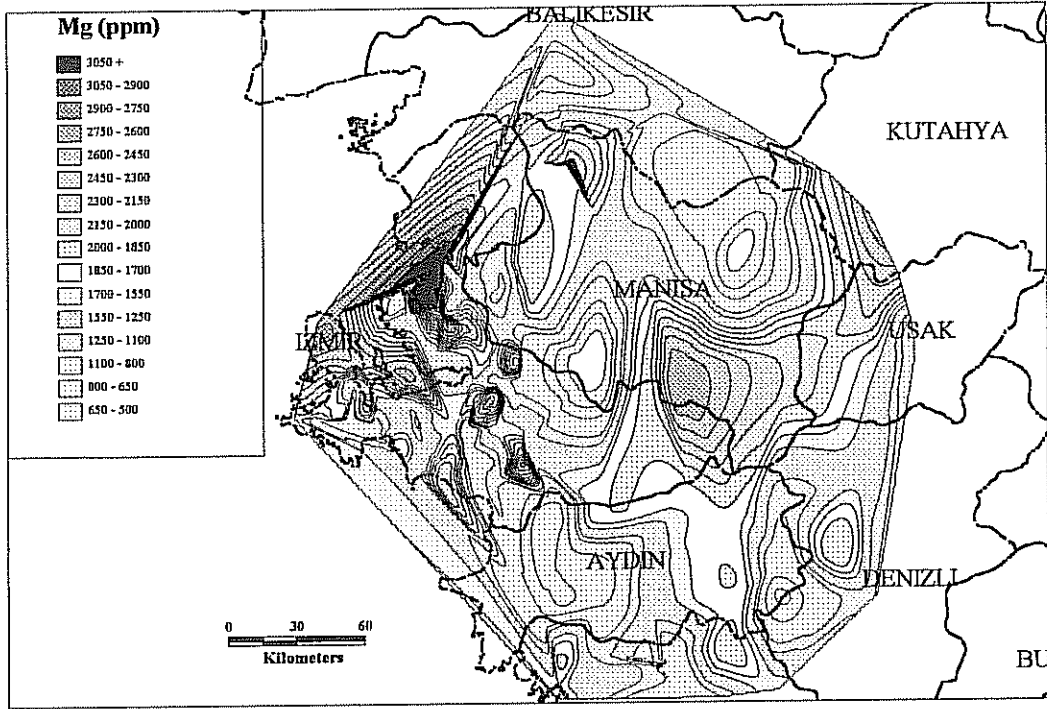 BALIKESIR
Mg (ppm)
3050 +
3050 - 2900
2900 - 2750
2750 - 2600
2600 - 2450
2450 - 2300
2300 - 2150
2150 - 2000
2000 - 1850
1850 - 1700
1700 - 1550
1550 - 1250
1250 - 1100
1100 - 800
800 - 650
650 - 500
KUTAHYA
MANISA
USAK
IZMIR
AYDIN
DENIZLI
0 30 60
Kilometers
BU